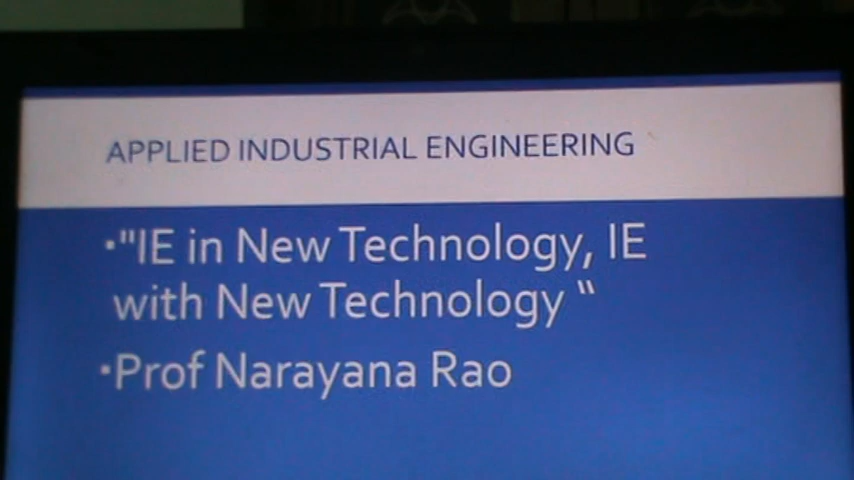 APPLIED INDUSTRIAL ENGINEERING
▪"IE in New Technology, IE
with New Technology “
▪Prof Narayana Rao